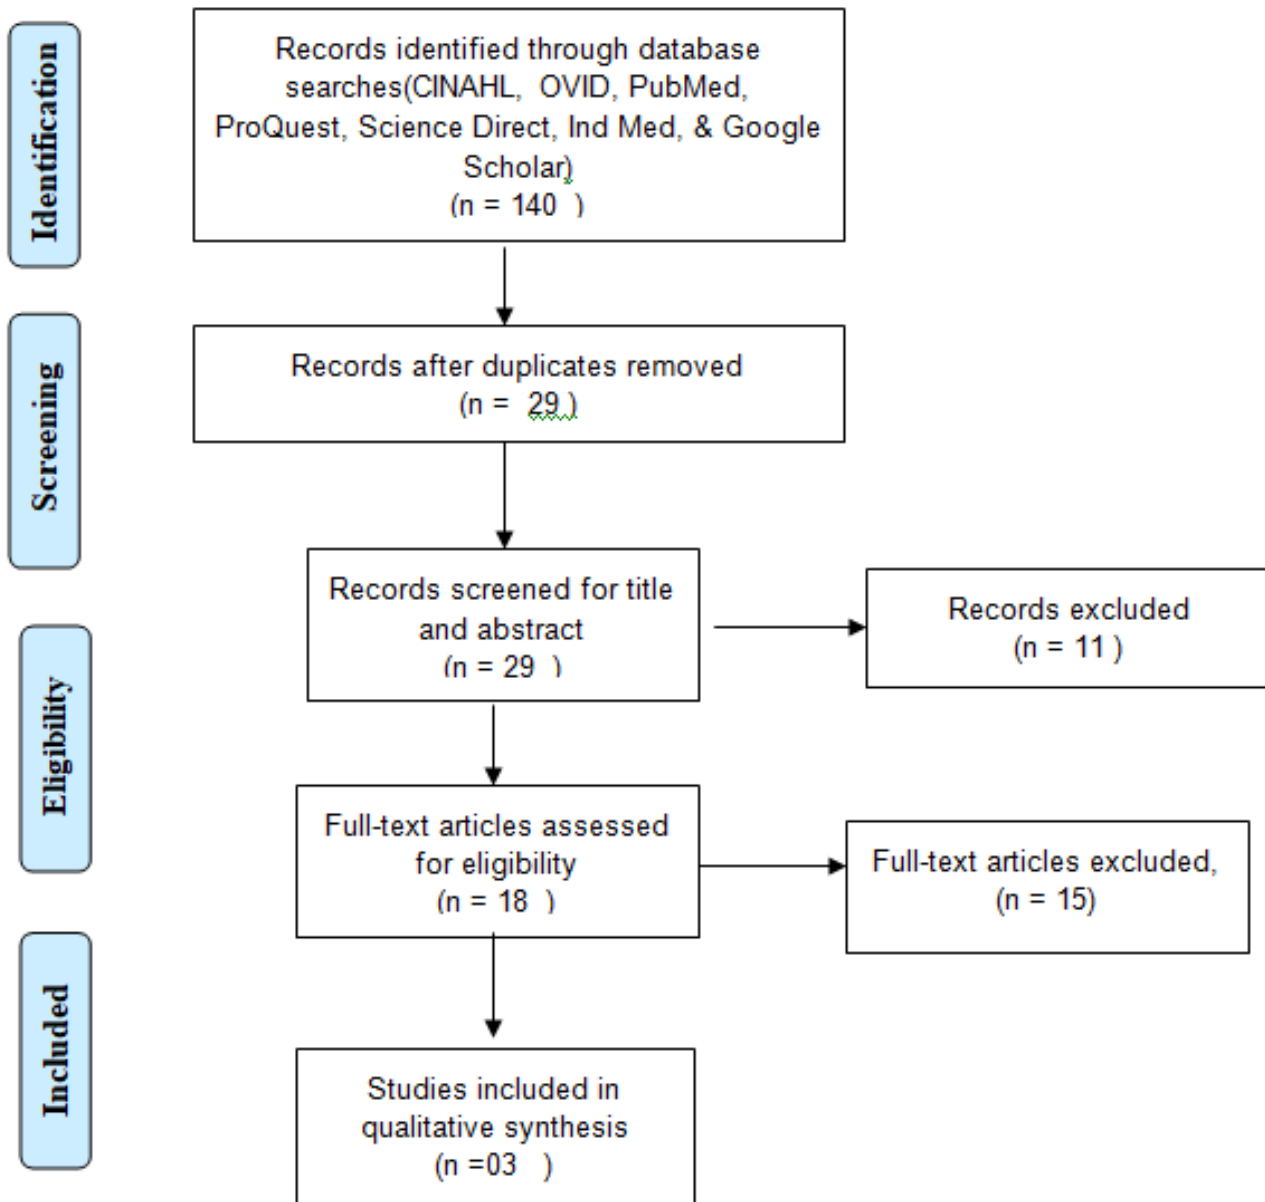 Identification
Records identified through database
searches(CINAHL, OVID, PubMed,
ProQuest, Science Direct, Ind Med, & Google
Scholar)
(n = 140 )
Screening
Records after duplicates removed
(n = 29 )
Records screened for title
and abstract
(n = 29 )
Records excluded
(n = 11 )
Eligibility
Full-text articles assessed
for eligibility
(n = 18 )
Full-text articles excluded,
(n = 15)
Included
Studies included in
qualitative synthesis
(n =03 )